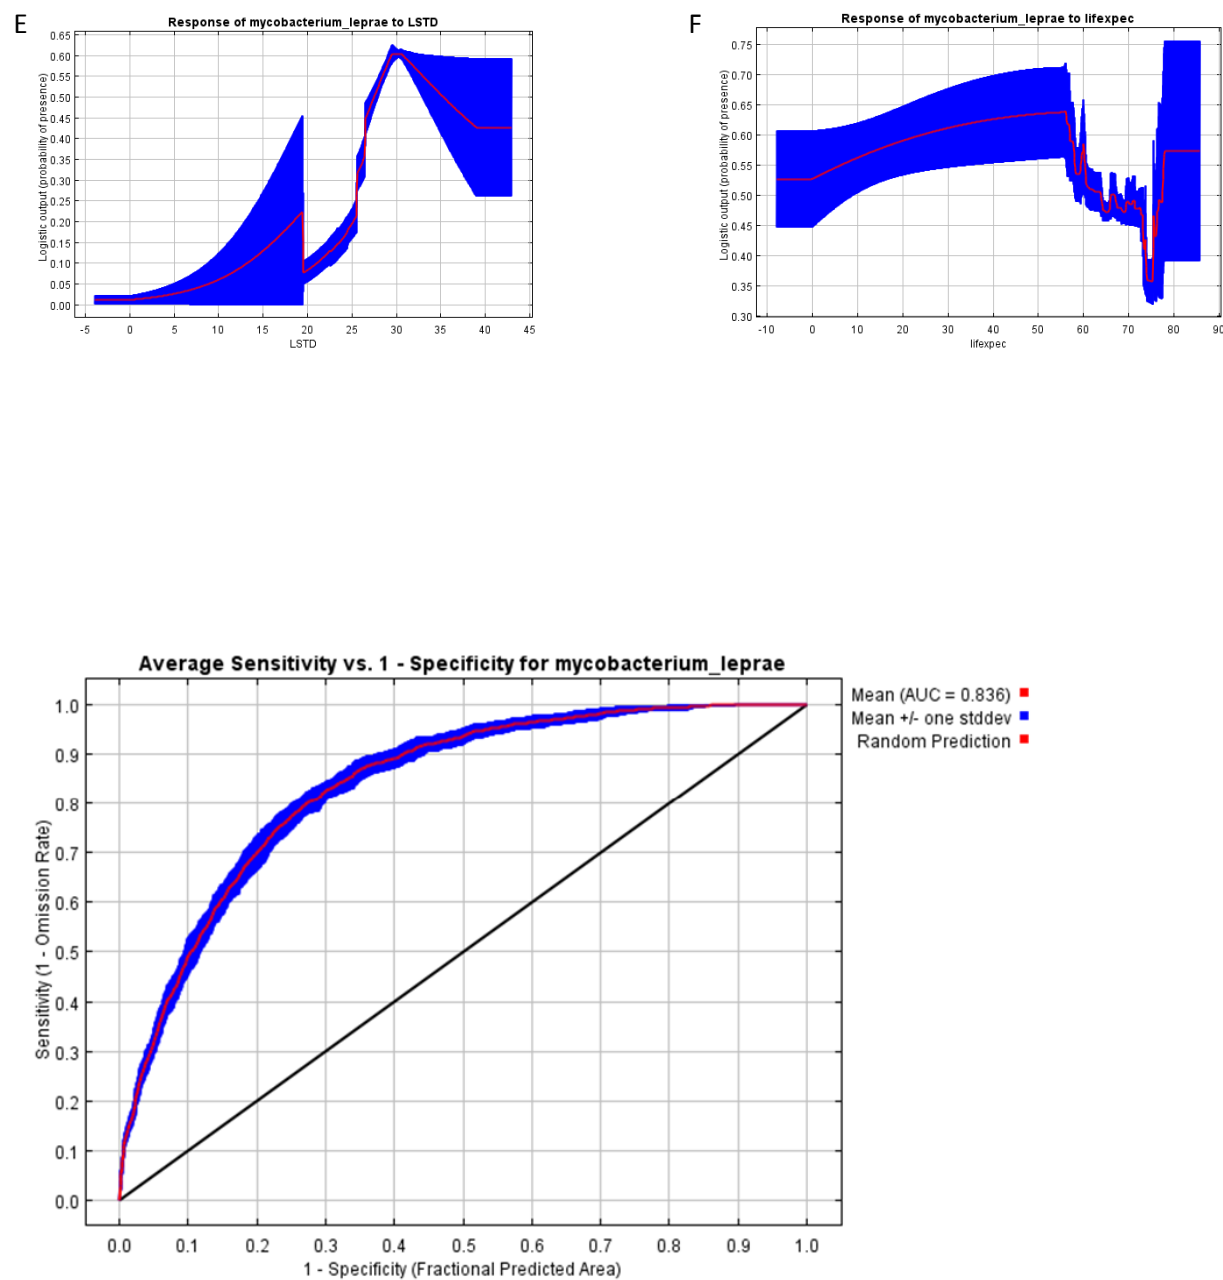 E
Response of mycobacterium_leprae to LSTD
Logistic output (probability of presence)
0.65
0.60
0.55
0.50
0.45
0.40
0.35
0.30
0.25
0.20
0.15
0.10
0.05
0.00
-5 0 5 10 15 20 25 30 35 40 45
LSTD
F
Response of mycobacterium_leprae to lifexpec
Logistic output (probability of presence)
0.75
0.70
0.65
0.60
0.55
0.50
0.45
0.40
0.35
0.30
-10 0 10 20 30 40 50 60 70 80 90
lifexpec
Average Sensitivity vs. 1 - Specificity for mycobacterium_leprae
Mean (AUC = 0.836)
Mean +/- one stddev
Random Prediction
Sensitivity (1 - Omission Rate)
1.0
0.9
0.8
0.7
0.6
0.5
0.4
0.3
0.2
0.1
0.0
0.0 0.1 0.2 0.3 0.4 0.5 0.6 0.7 0.8 0.9 1.0
1 - Specificity (Fractional Predicted Area)